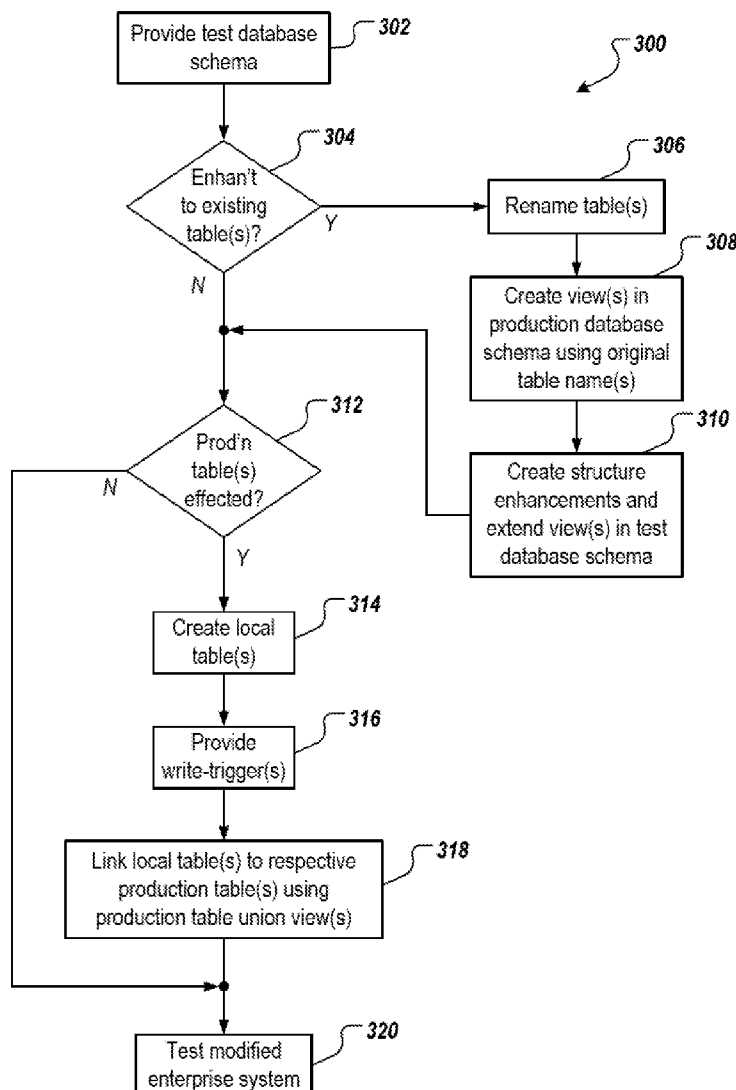 Provide test database
schema
302
300
304
Enhan't
to existing
table(s)?
Y
N
306
Rename table(s)
308
Create view(s) in
production database
schema using original
table name(s)
310
Create structure
enhancements and
extend view(s) in test
database schema
312
Prod'n
table(s)
effected?
N
Y
314
Create local
table(s)
316
Provide
write-trigger(s)
318
Link local table(s) to respective
production table(s) using
production table union view(s)
320
Test modified
enterprise system